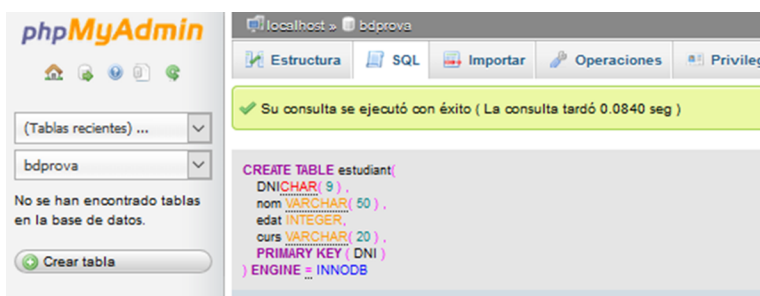 phpMyAdmin
(Tablas recientes) ...
bdprova
No se han encontrado tablas
en la base de datos.
Crear tabla
localhost » bdprova
Estructura SQL Importar Operaciones
Su consulta se ejecutó con éxito ( La consulta tardó 0.0840 seg )
CREATE TABLE estudiant(
DNICHAR( 9 ) ,
nom VARCHAR( 50 ) ,
edat INTEGER,
curs VARCHAR( 20 ) ,
PRIMARY KEY ( DNI )
) ENGINE = INNODB